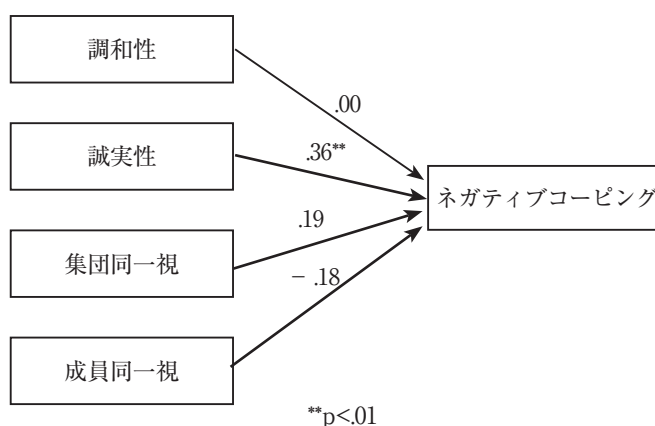 調和性
.00
誠実性
.36**
ネガティブコーピング
.19
集団同一視
− .18
成員同一視
**p<.01